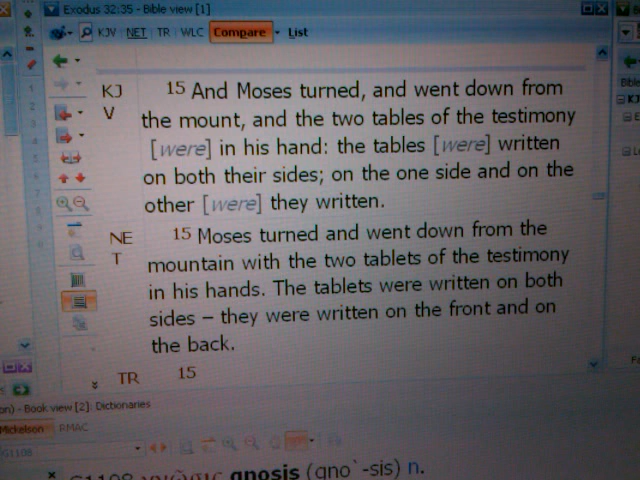 Exodus 32:35 - Bible view [1]
KJV NET TR WLC Compare List
KJV 15 And Moses turned, and went down from
the mount, and the two tables of the testimony
[were] in his hand: the tables [were] written
on both their sides; on the one side and on the
other [were] they written.
NET 15 Moses turned and went down from the
mountain with the two tablets of the testimony
in his hands. The tablets were written on both
sides – they were written on the front and on
the back.
TR 15
on) - Book view [2]: Dictionaries
Mickelson RMAC
G1108
G1108 γνῶσις gnosis (gno`-sis) n.